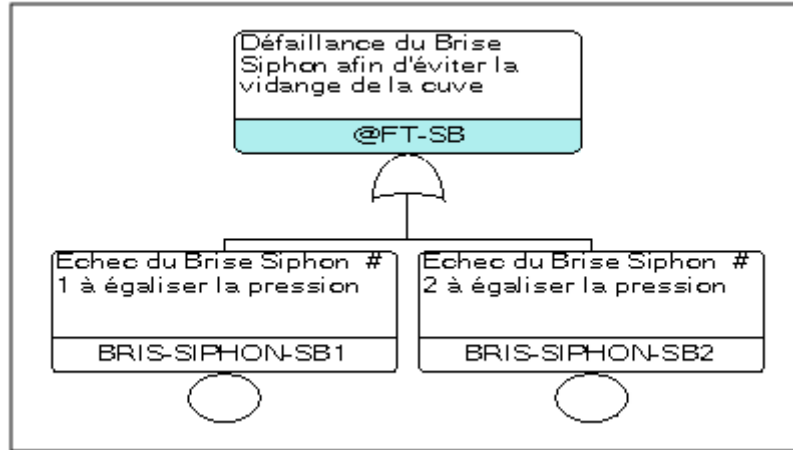 Défaillance du Brise
Siphon afin d'éviter la
vidange de la cuve
@FT-SB
Echec du Brise Siphon #
1 à égaliser la pression
BRIS-SIPHON-SB1
Echec du Brise Siphon #
2 à égaliser la pression
BRIS-SIPHON-SB2